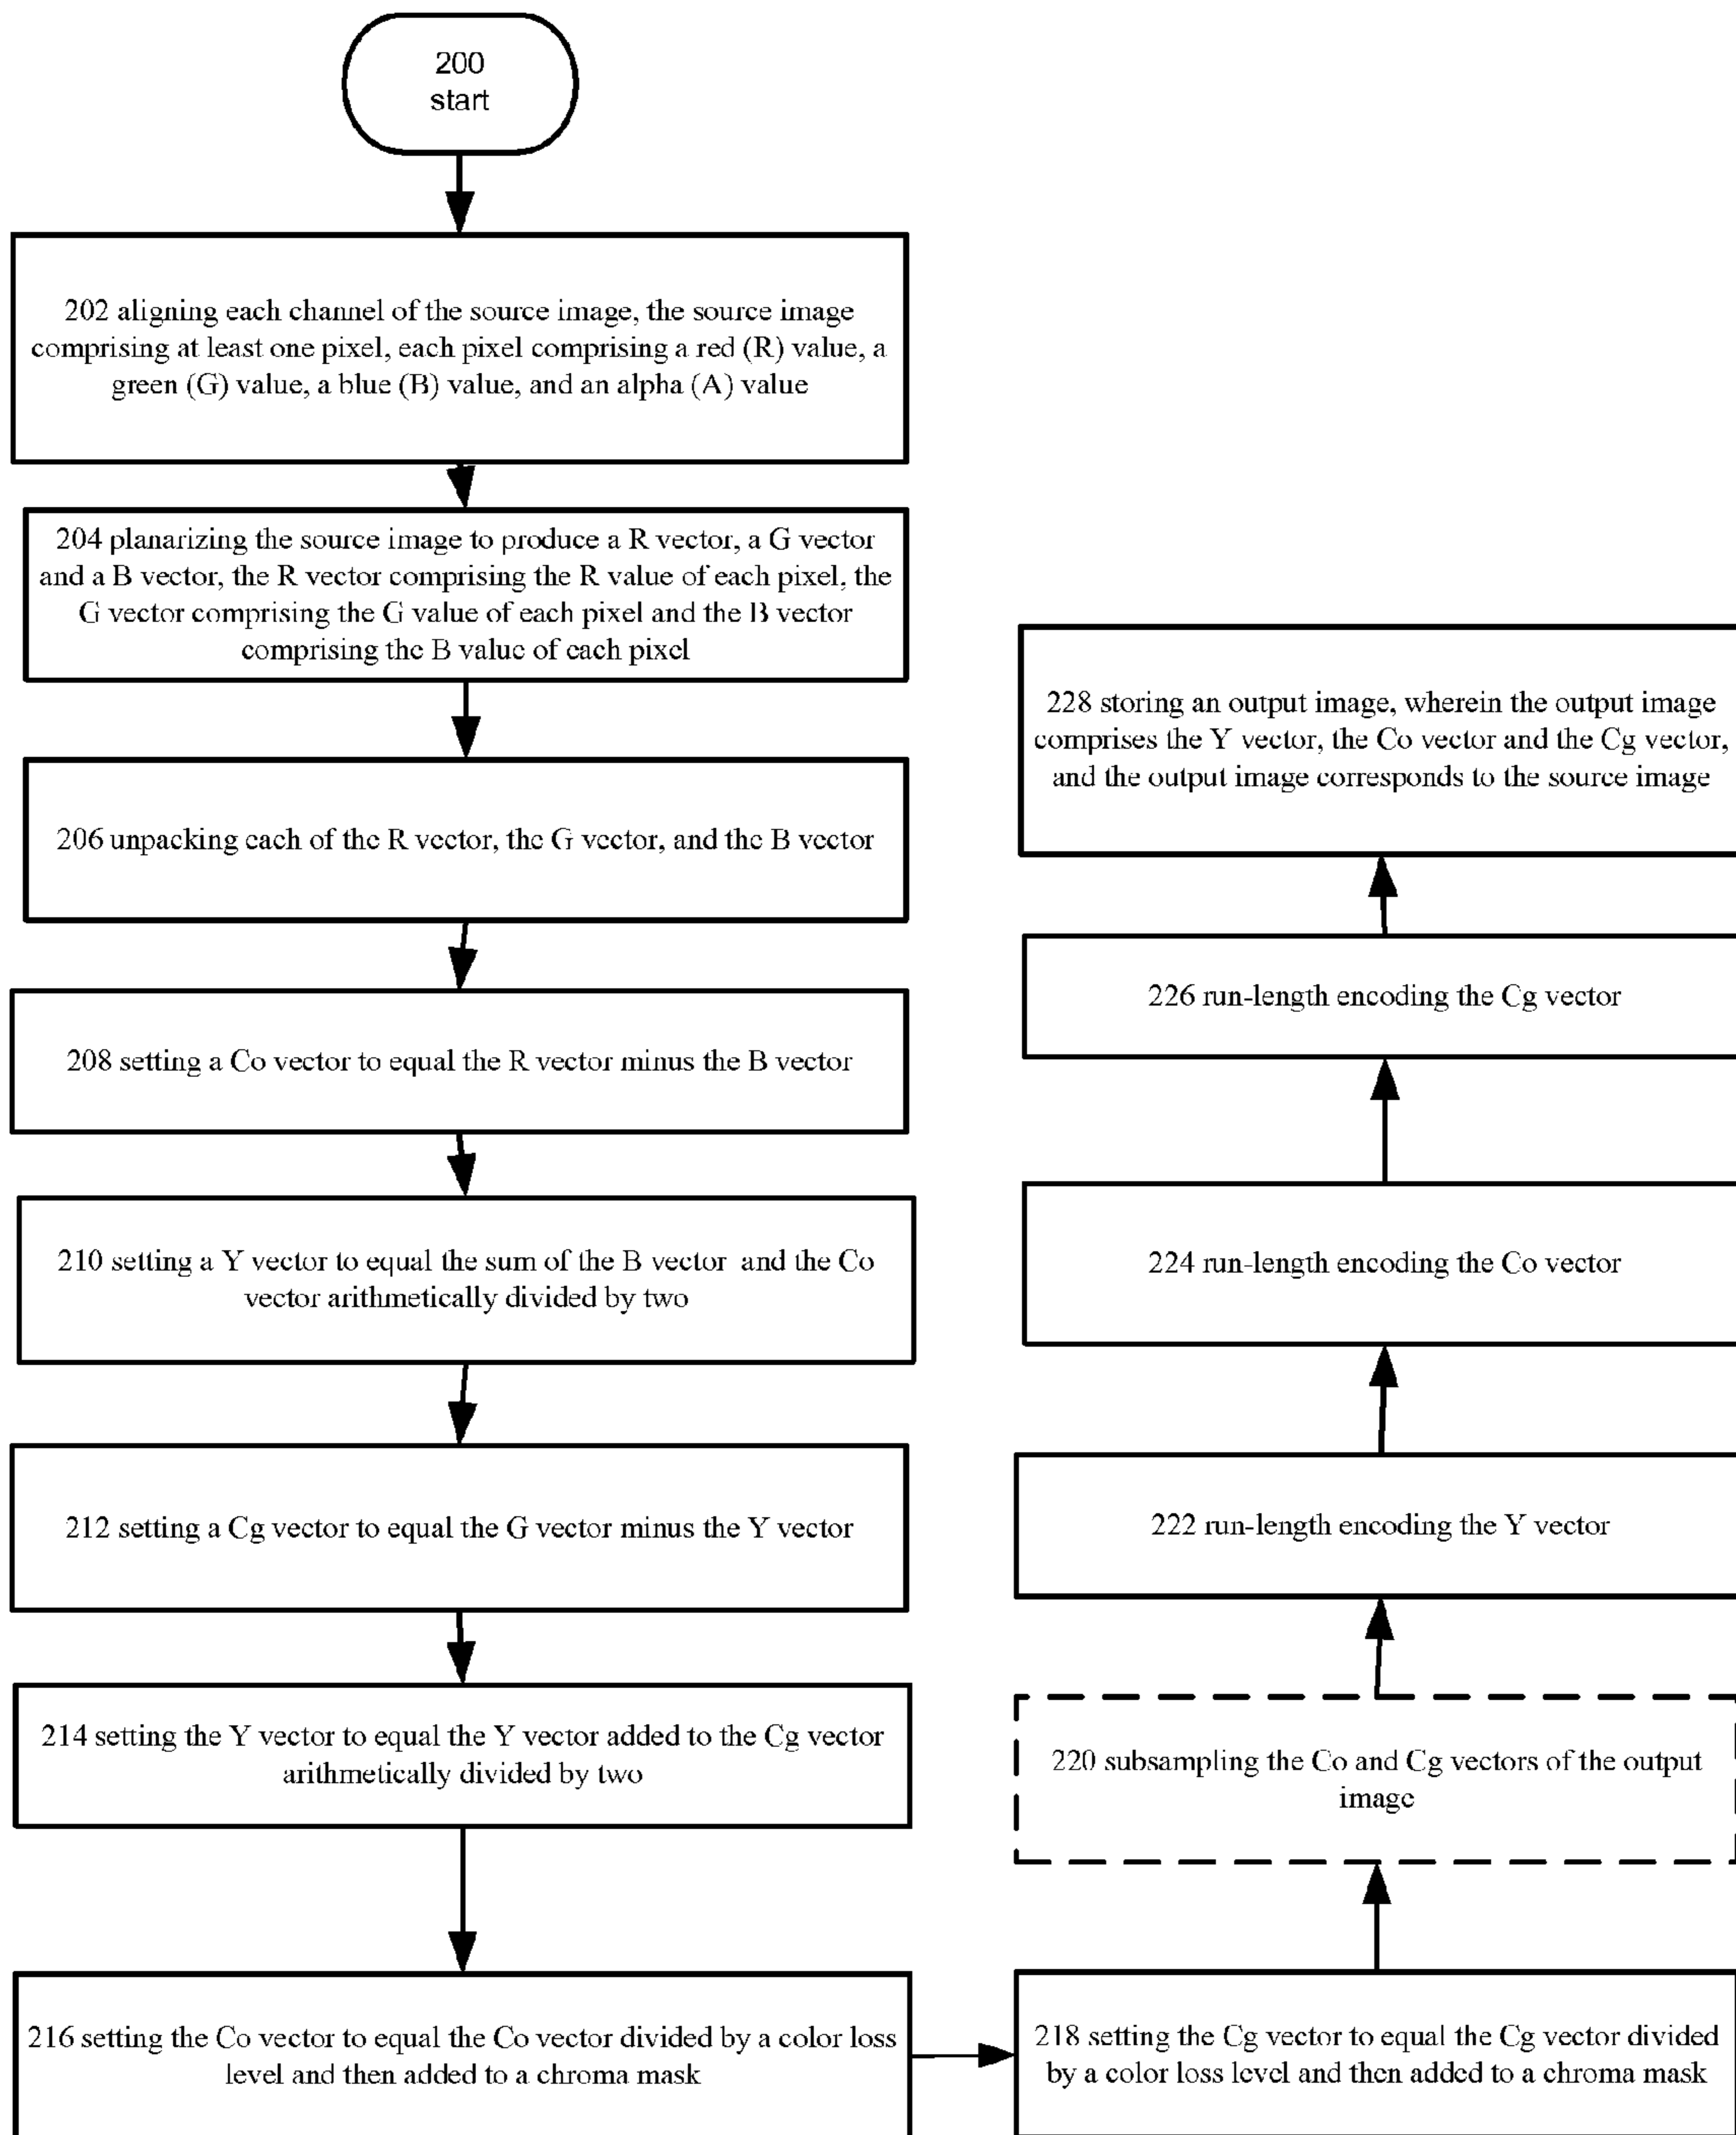 200
start
202 aligning each channel of the source image, the source image
comprising at least one pixel, each pixel comprising a red (R) value, a
green (G) value, a blue (B) value, and an alpha (A) value
204 planarizing the source image to produce a R vector, a G vector
and a B vector, the R vector comprising the R value of each pixel, the
G vector comprising the G value of each pixel and the B vector
comprising the B value of each pixel
206 unpacking each of the R vector, the G vector, and the B vector
208 setting a Co vector to equal the R vector minus the B vector
210 setting a Y vector to equal the sum of the B vector and the Co
vector arithmetically divided by two
212 setting a Cg vector to equal the G vector minus the Y vector
214 setting the Y vector to equal the Y vector added to the Cg vector
arithmetically divided by two
216 setting the Co vector to equal the Co vector divided by a color loss
level and then added to a chroma mask
218 setting the Cg vector to equal the Cg vector divided
by a color loss level and then added to a chroma mask
220 subsampling the Co and Cg vectors of the output
image
222 run-length encoding the Y vector
224 run-length encoding the Co vector
226 run-length encoding the Cg vector
228 storing an output image, wherein the output image
comprises the Y vector, the Co vector and the Cg vector,
and the output image corresponds to the source image